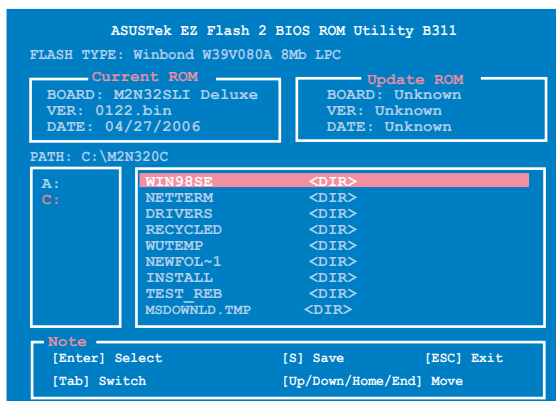 ASUSTek EZ Flash 2 BIOS ROM Utility B311
FLASH TYPE: Winbond W39V080A 8Mb LPC
Current ROM
BOARD: M2N32SLI Deluxe
VER: 0122.bin
DATE: 04/27/2006
Update ROM
BOARD: Unknown
VER: Unknown
DATE: Unknown
PATH: C:\M2N320C
A:
C:
WIN98SE <DIR>
NETTERM <DIR>
DRIVERS <DIR>
RECYCLED <DIR>
WUTEMP <DIR>
NEWFOL~1 <DIR>
INSTALL <DIR>
TEST_REB <DIR>
MSDOWNLD.TMP <DIR>
Note
[Enter] Select [S] Save [ESC] Exit
[Tab] Switch [Up/Down/Home/End] Move